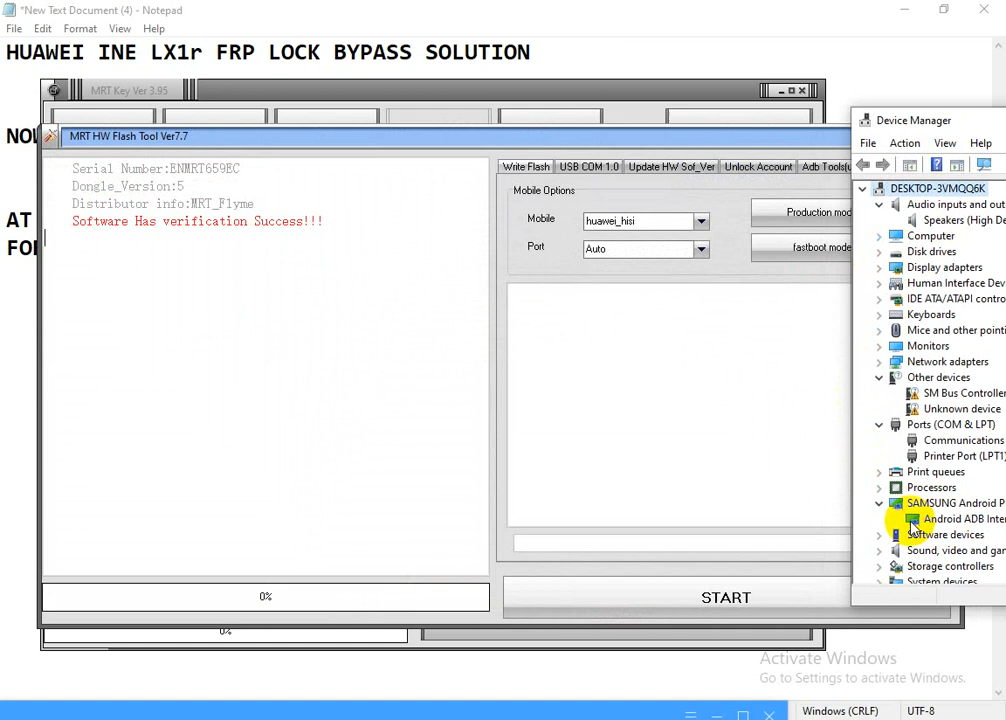 *New Text Document (4) - Notepad
File Edit Format View Help
HUAWEI INE LX1r FRP LOCK BYPASS SOLUTION
MRT Key Ver 3.95
MRT HW Flash Tool Ver7.7
AT
Serial Number:ENMRT659EC
Dongle_Version:5
Distributor info:MRT_Flyme
Software Has verification Success!!!
Write Flash USB COM 1.0 Update HW Sof_Ver Unlock Account Adb Tools(u
Mobile Options
Mobile huawei_hisi Production mod
Port Auto fastboot mode
0%
START
0%
Device Manager
File Action View Help
DESKTOP-3VMQQ6K
Audio inputs and out
Speakers (High De
Computer
Disk drives
Display adapters
Human Interface Dev
IDE ATA/ATAPI contro
Keyboards
Mice and other pointi
Monitors
Network adapters
Other devices
SM Bus Controlle
Unknown device
Ports (COM & LPT)
Communications
Printer Port (LPT1)
Print queues
Processors
SAMSUNG Android P
Android ADB Inte
Software devices
Sound, video and gam
Storage controllers
System devices
Activate Windows
Go to Settings to activate Windows.
Windows (CRLF) UTF-8